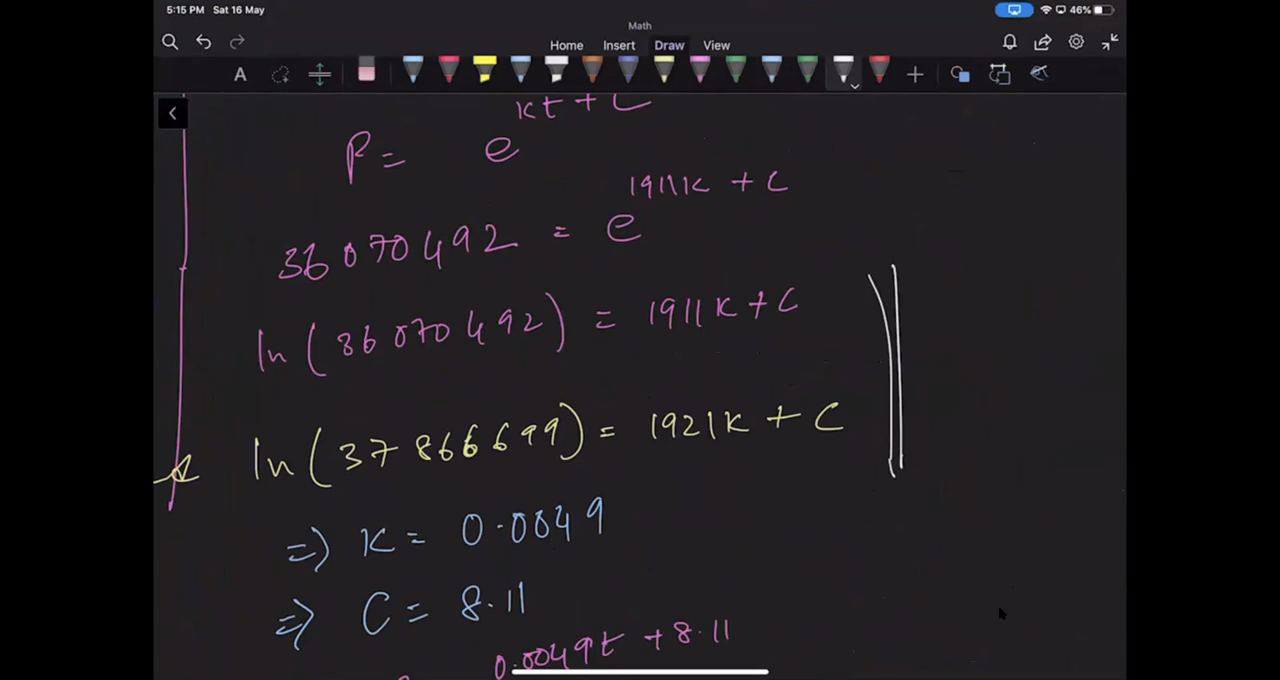 5:15 PM Sat 16 May
46%
Math
Home Insert Draw View
A
P = e^kt + C
36070492 = e^1911k + C
ln (36070492) = 1911k + C
ln (37866699) = 1921k + C
=) k = 0.0049
=) C = 8.11
0.0049t + 8.11